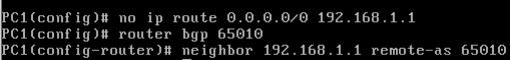 PC1(config)# no ip route 0.0.0.0/0 192.168.1.1
PC1(config)# router bgp 65010
PC1(config-router)# neighbor 192.168.1.1 remote-as 65010